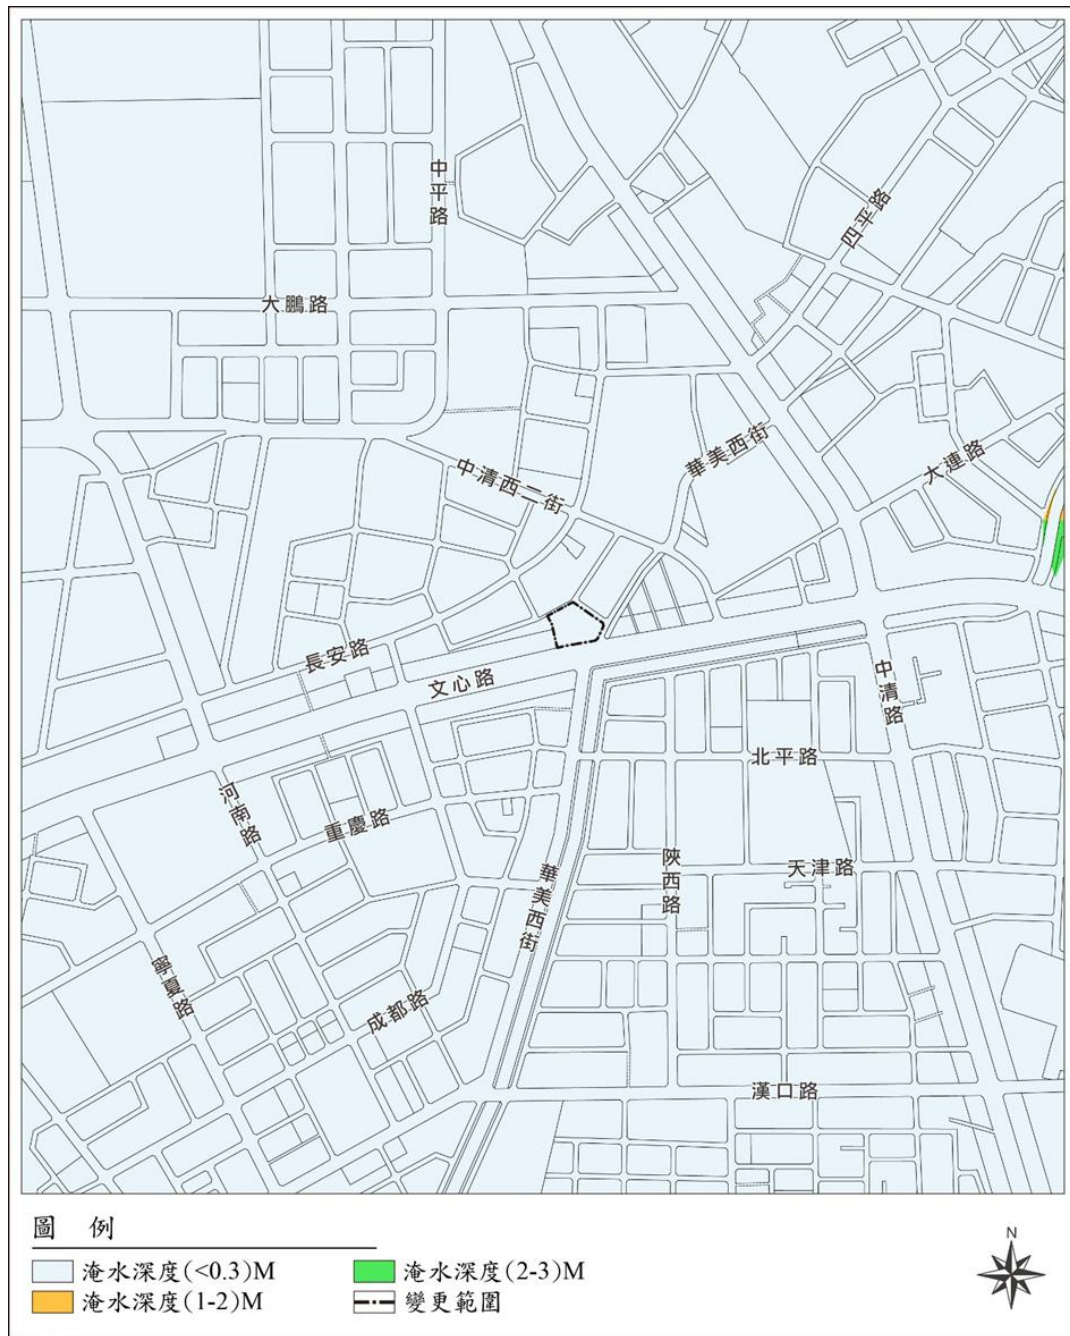 中平路
四平路
大鵬路
華美西街
大連路
中清西二街
長安路
文心路
中清路
北平路
河南路
重慶路
陝西路
天津路
華美西街
寧夏路
成都路
漢口路
圖 例
淹水深度(<0.3)M
淹水深度(2-3)M
淹水深度(1-2)M
變更範圍
N